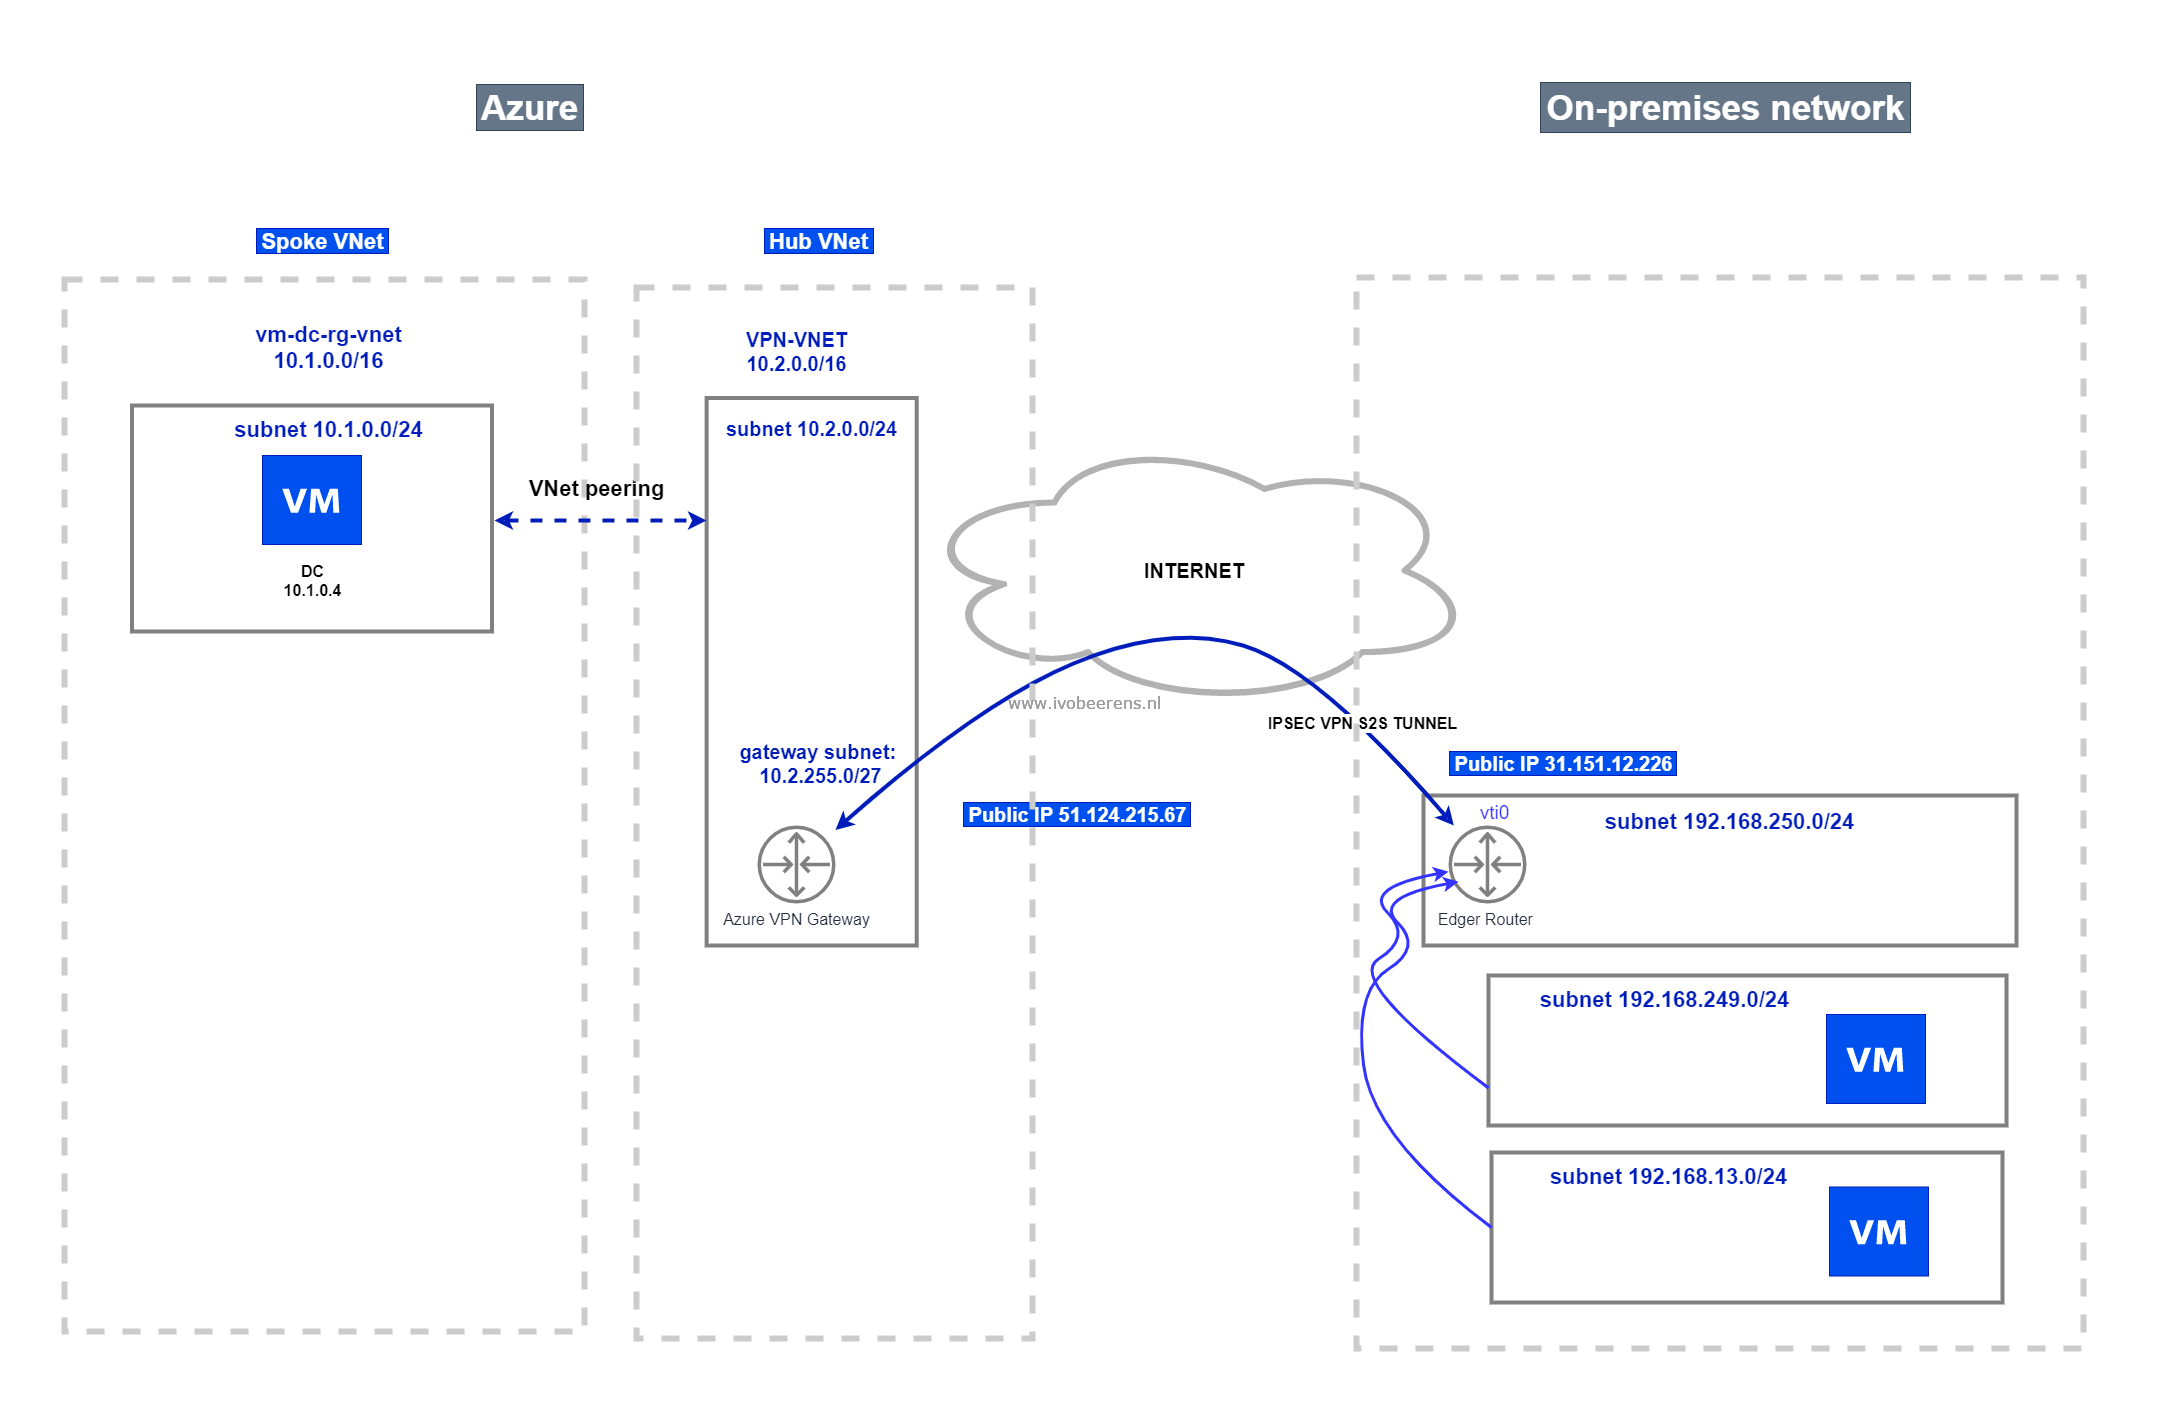 Azure
On-premises network
Spoke VNet
Hub VNet
vm-dc-rg-vnet
10.1.0.0/16
VPN-VNET
10.2.0.0/16
subnet 10.1.0.0/24
VM
DC
10.1.0.4
VNet peering
subnet 10.2.0.0/24
INTERNET
www.ivobeerens.nl
IPSEC VPN S2S TUNNEL
gateway subnet:
10.2.255.0/27
Public IP 51.124.215.67
Azure VPN Gateway
Public IP 31.151.12.226
vti0
subnet 192.168.250.0/24
Edger Router
subnet 192.168.249.0/24
VM
subnet 192.168.13.0/24
VM